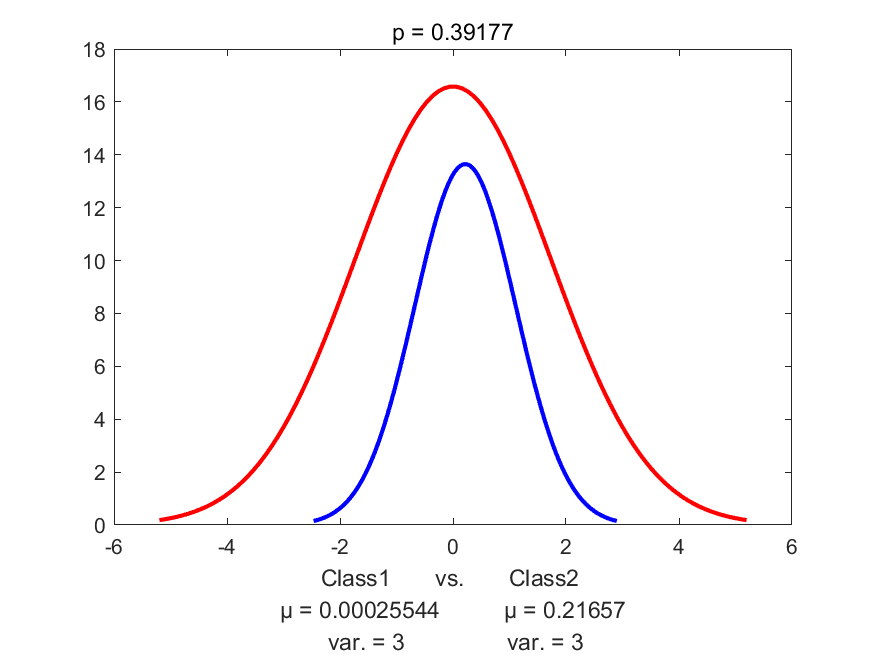 p = 0.39177
18
16
14
12
10
8
6
4
2
0
-6 -4 -2 0 2 4 6
Class1 vs. Class2
μ = 0.00025544 μ = 0.21657
var. = 3 var. = 3